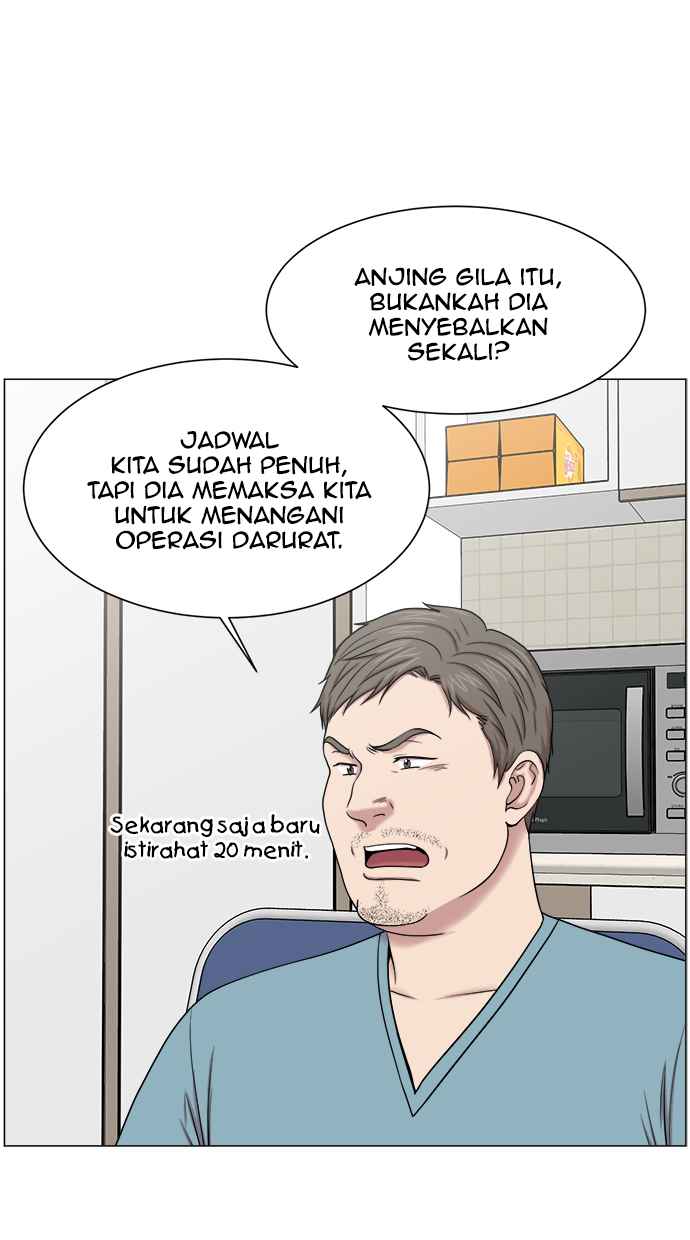 ANJING GILA ITU,
BUKANKAH DIA
MENYEBALKAN
SEKALI?
JADWAL
KITA SUDAH PENUH,
TAPI DIA MEMAKSA KITA
UNTUK MENANGANI
OPERASI DARURAT.
Sekarang saja baru
istirahat 20 menit.